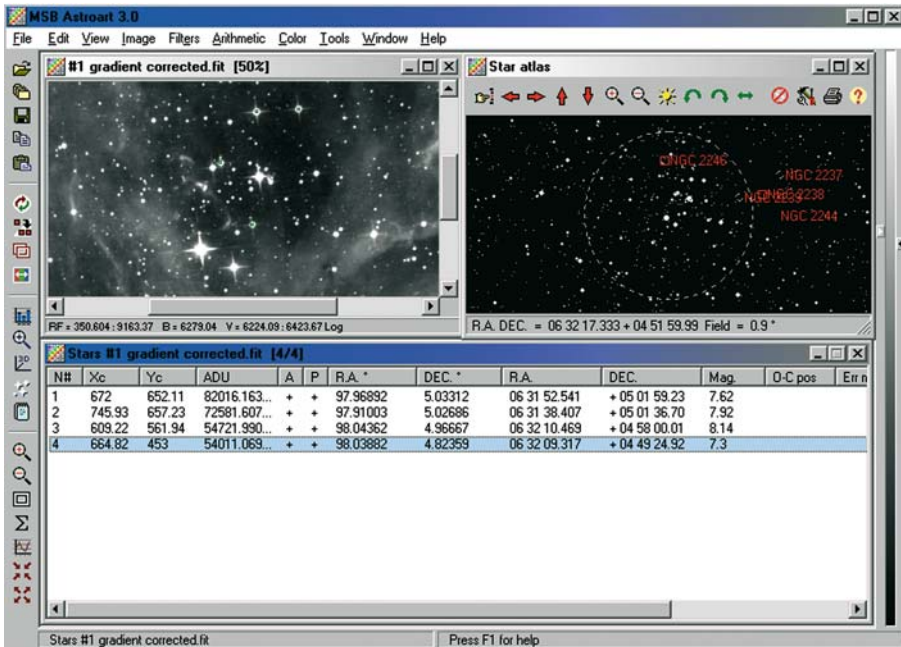 MSB Astroart 3.0
File Edit View Image Filters Arithmetic Color Tools Window Help
#1 gradient corrected.fit [50%]
RF = 350.604 : 9163.37 B = 6279.04 V = 6224.09 : 6423.67 Log
Star atlas
NGC 2246
NGC 2237
NGC 2238
NGC 2244
R.A. DEC. = 06 32 17.333 + 04 51 59.99 Field = 0.9 °
Stars #1 gradient corrected.fit [4/4]
N# Xc Yc ADU A P R.A. ° DEC. ° R.A. DEC. Mag. O-C pos Err
1 672 652.11 82016.163... + + 97.96892 5.03312 06 31 52.541 + 05 01 59.23 7.62
2 745.93 657.23 72581.607... + + 97.91003 5.02686 06 31 38.407 + 05 01 36.70 7.92
3 609.22 561.94 54721.990... + + 98.04362 4.96667 06 32 10.469 + 04 58 00.01 8.14
4 664.82 453 54011.069... + + 98.03882 4.82359 06 32 09.317 + 04 49 24.92 7.3
Stars #1 gradient corrected.fit Press F1 for help